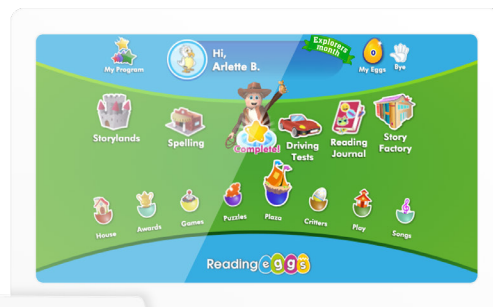 My Program
Hi,
Arlette B.
Explorers
month
0
My Eggs
Bye
Storylands
Spelling
Complete!
Driving
Tests
Reading
Journal
Story
Factory
House
Awards
Games
Puzzles
Plaza
Critters
Play
Songs
Reading eggs